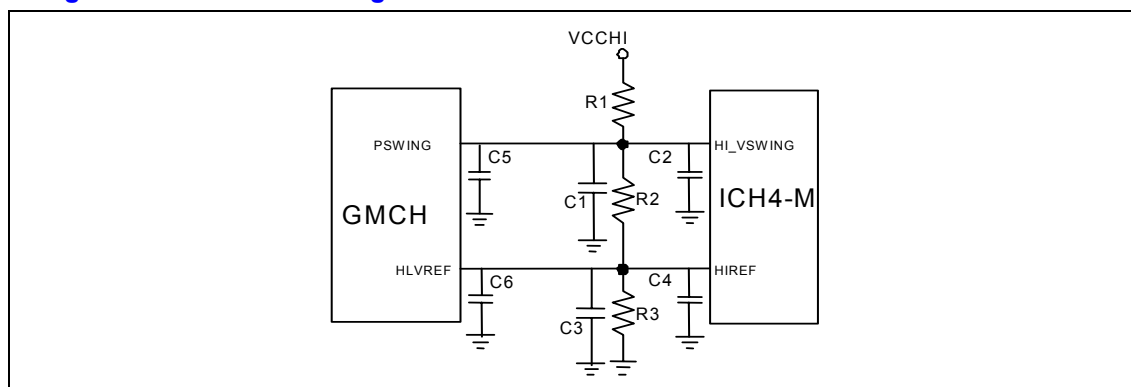 VCCHI
R1
PSWING
C5
C2
HI_VSWING
C1
R2
GMCH
ICH4-M
HLVREF
C6
C4
HIREF
C3
R3